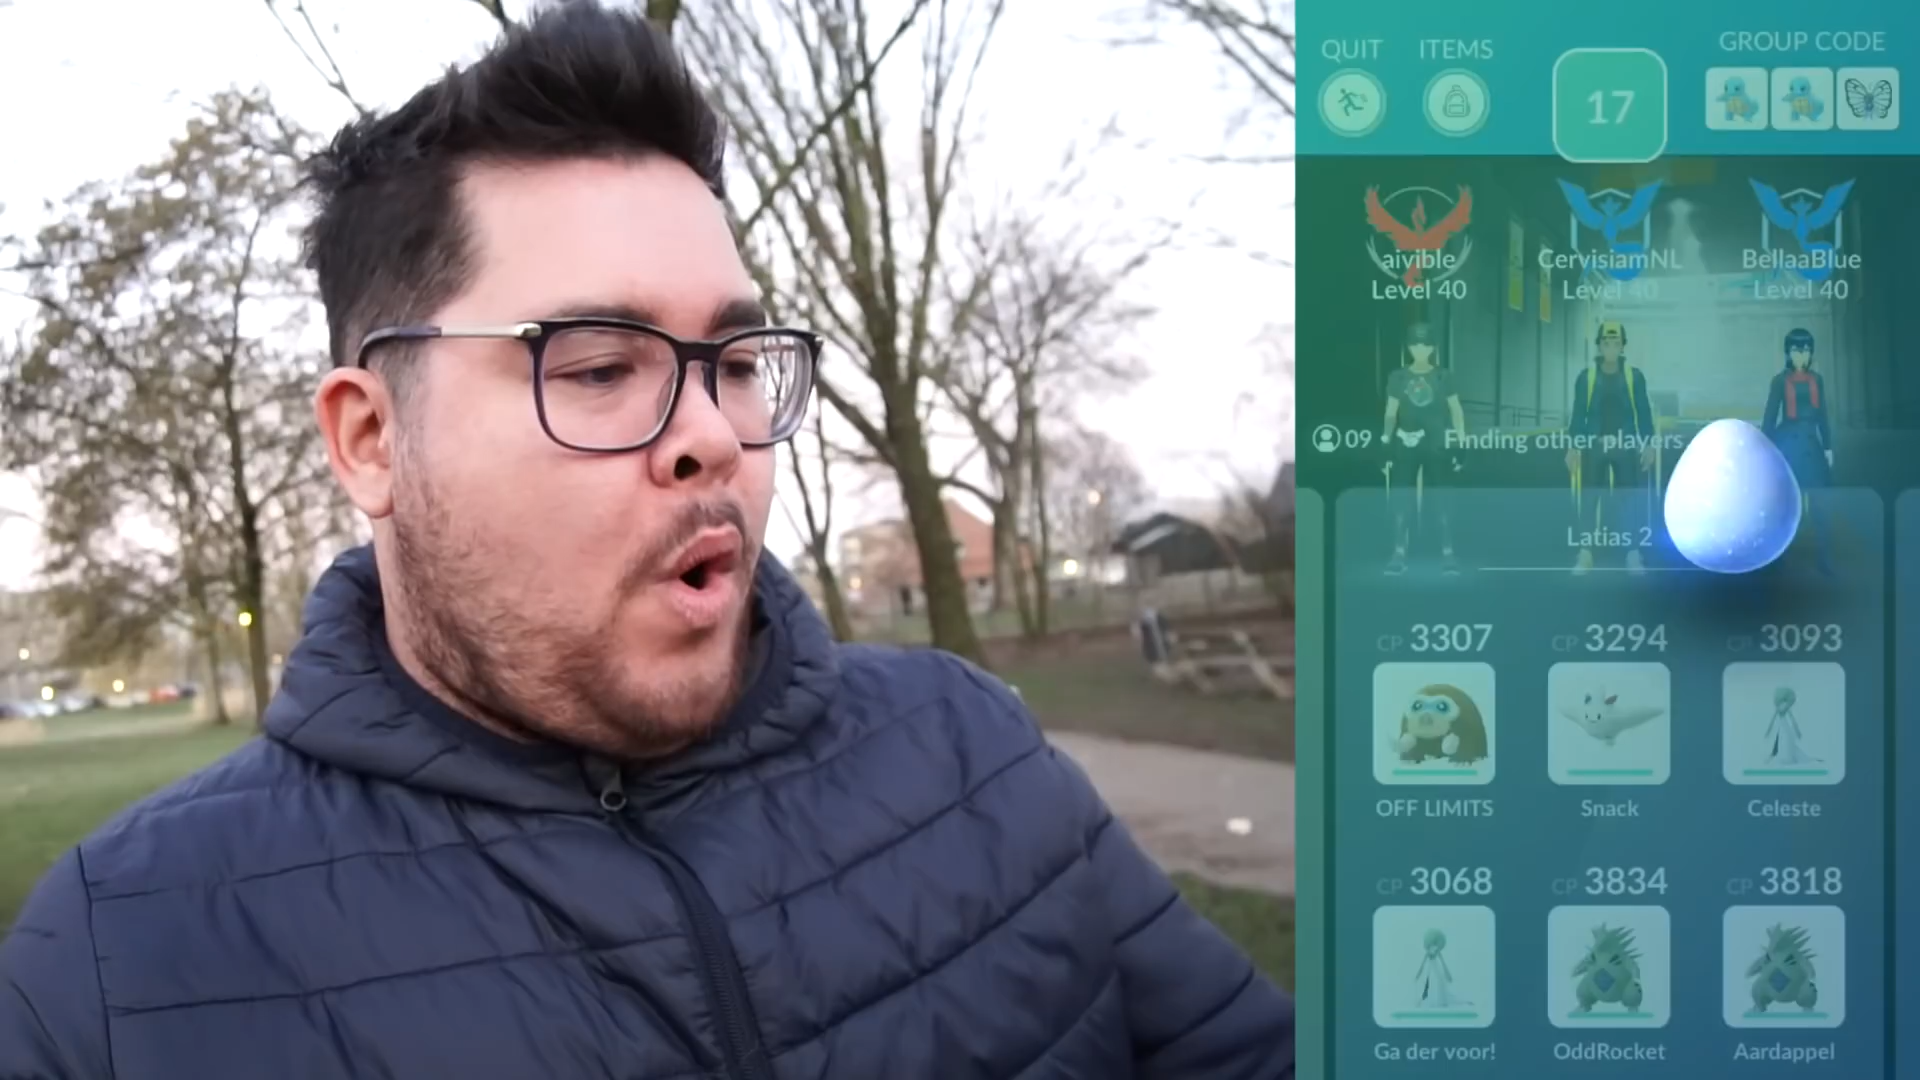 QUIT
ITEMS
17
GROUP CODE
aivible
Level 40
CervisiamNL
Level 40
BellaaBlue
Level 40
09
Finding other players
Latias 2
CP 3307
CP 3294
CP 3093
OFF LIMITS
Snack
Celeste
CP 3068
CP 3834
CP 3818
Ga der voor!
OddRocket
Aardappel